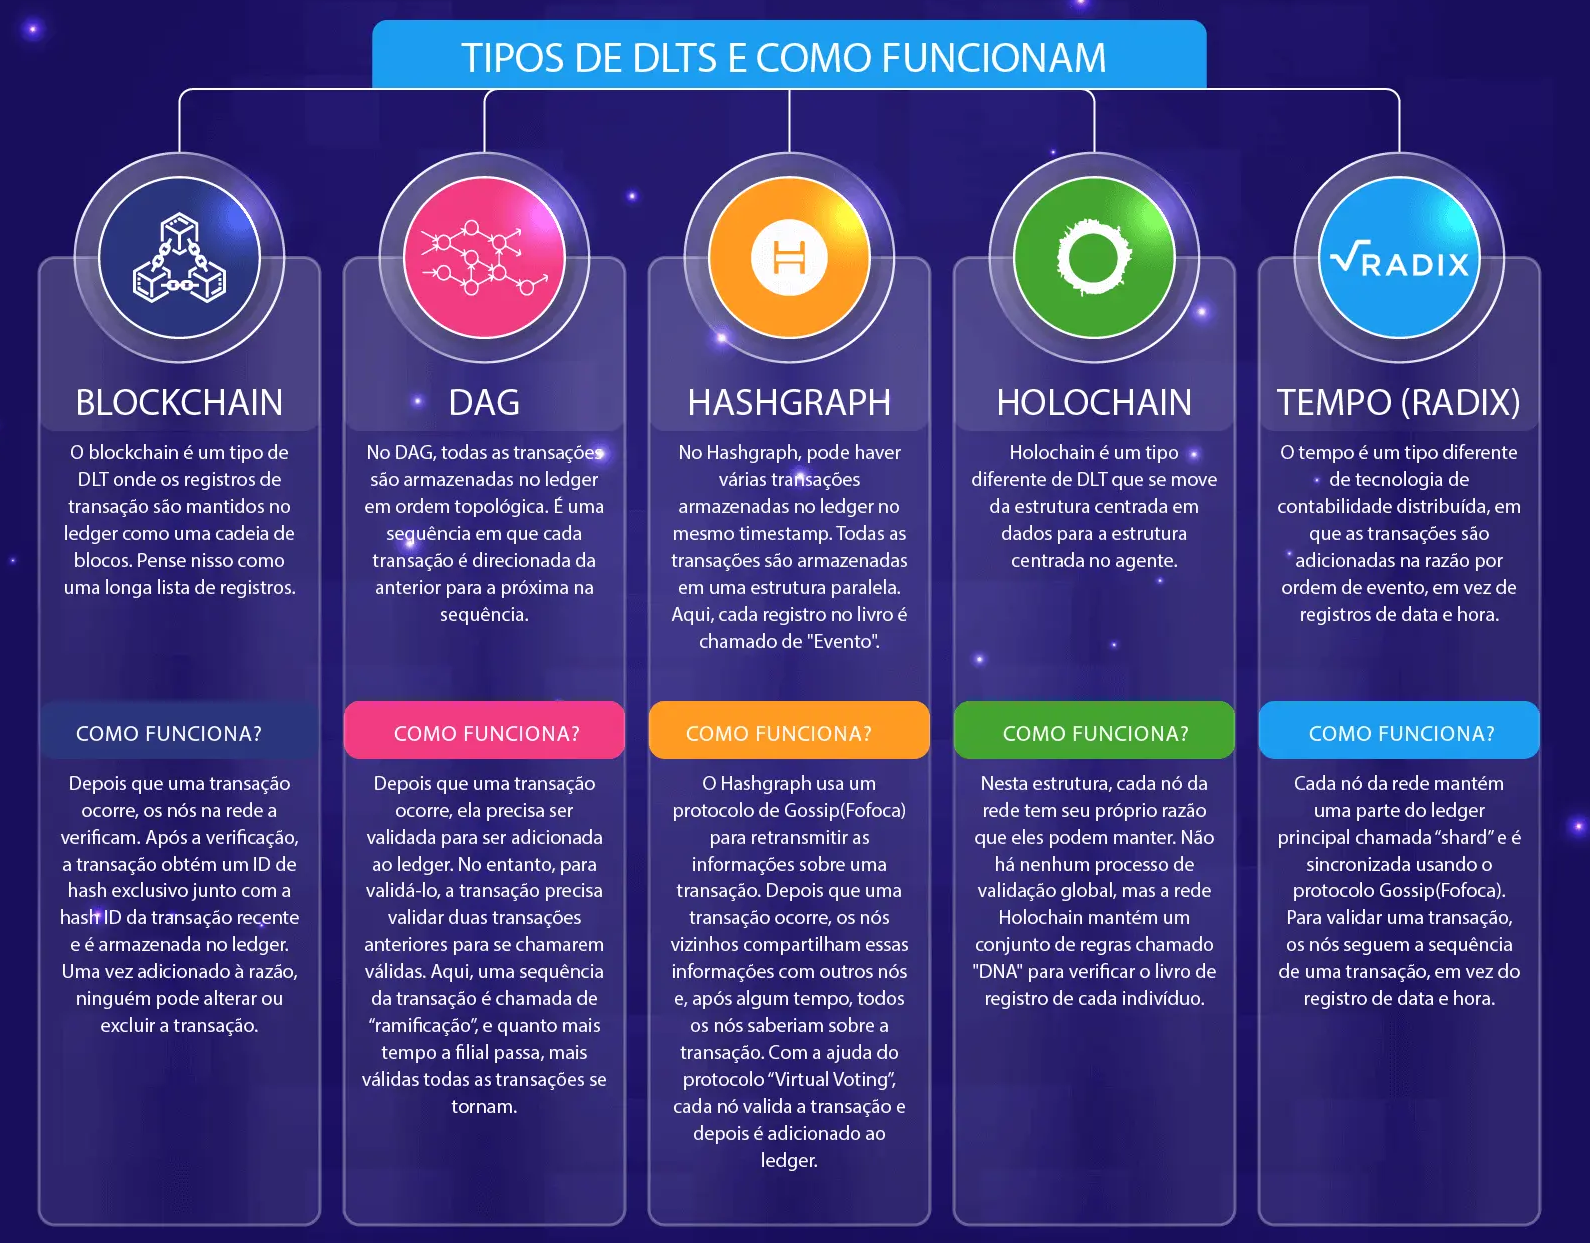 TIPOS DE DLTS E COMO FUNCIONAM
BLOCKCHAIN
O blockchain é um tipo de
DLT onde os registros de
transação são mantidos no
ledger como uma cadeia de
blocos. Pense nisso como
uma longa lista de registros.
COMO FUNCIONA?
Depois que uma transação
ocorre, os nós na rede a
verificam. Após a verificação,
a transação obtém um ID de
hash exclusivo junto com a
hash ID da transação recente
e é armazenada no ledger.
Uma vez adicionado à razão,
ninguém pode alterar ou
excluir a transação.
DAG
No DAG, todas as transações
são armazenadas no ledger
em ordem topológica. É uma
sequência em que cada
transação é direcionada da
anterior para a próxima na
sequência.
COMO FUNCIONA?
Depois que uma transação
ocorre, ela precisa ser
validada para ser adicionada
ao ledger. No entanto, para
validá-lo, a transação precisa
validar duas transações
anteriores para se chamarem
válidas. Aqui, uma sequência
da transação é chamada de
“ramificação”, e quanto mais
tempo a filial passa, mais
válidas todas as transações se
tornam.
H
HASHGRAPH
No Hashgraph, pode haver
várias transações
armazenadas no ledger no
mesmo timestamp. Todas as
transações são armazenadas
em uma estrutura paralela.
Aqui, cada registro no livro é
chamado de "Evento".
COMO FUNCIONA?
O Hashgraph usa um
protocolo de Gossip(Fofoca)
para retransmitir as
informações sobre uma
transação. Depois que uma
transação ocorre, os nós
vizinhos compartilham essas
informações com outros nós
e, após algum tempo, todos
os nós saberiam sobre a
transação. Com a ajuda do
protocolo “Virtual Voting”,
cada nó valida a transação e
depois é adicionado ao
ledger.
HOLOCHAIN
Holochain é um tipo
diferente de DLT que se move
da estrutura centrada em
dados para a estrutura
centrada no agente.
COMO FUNCIONA?
Nesta estrutura, cada nó da
rede tem seu próprio razão
que eles podem manter. Não
há nenhum processo de
validação global, mas a rede
Holochain mantém um
conjunto de regras chamado
"DNA" para verificar o livro de
registro de cada indivíduo.
√RADIX
TEMPO (RADIX)
O tempo é um tipo diferente
de tecnologia de
contabilidade distribuída, em
que as transações são
adicionadas na razão por
ordem de evento, em vez de
registros de data e hora.
COMO FUNCIONA?
Cada nó da rede mantém
uma parte do ledger
principal chamada “shard” e é
sincronizada usando o
protocolo Gossip(Fofoca).
Para validar uma transação,
os nós seguem a sequência
de uma transação, em vez do
registro de data e hora.